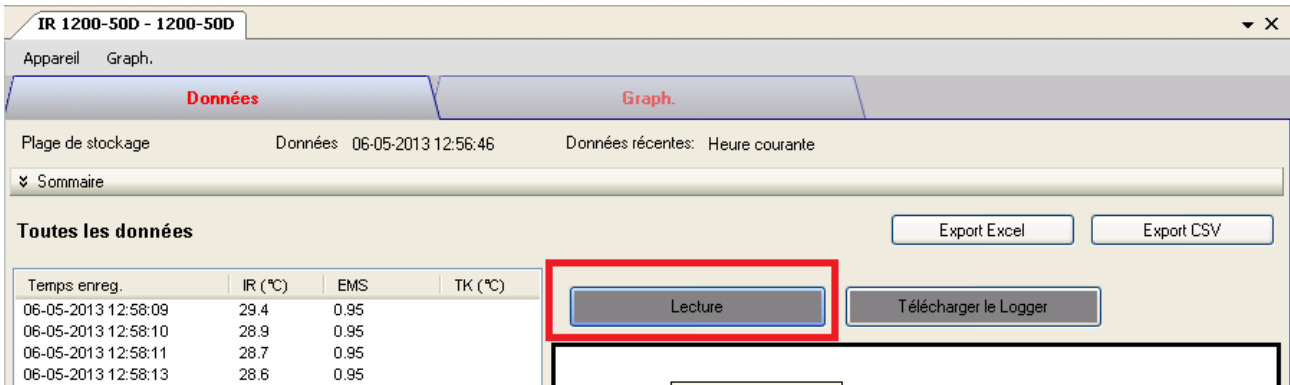 IR 1200-50D - 1200-50D
Appareil Graph.
Données Graph.
Plage de stockage Données 06-05-2013 12:56:46 Données récentes: Heure courante
Sommaire
Toutes les données Export Excel Export CSV
Temps enreg. IR (°C) EMS TK (°C)
Lecture Télécharger le Logger
06-05-2013 12:58:09 29.4 0.95
06-05-2013 12:58:10 28.9 0.95
06-05-2013 12:58:11 28.7 0.95
06-05-2013 12:58:13 28.6 0.95